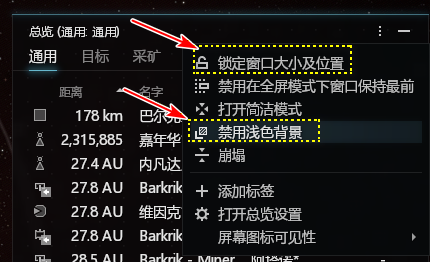 总览 (通用: 通用)
通用 目标 采矿
距离 名字
178 km
2,315,885 嘉年华
27.4 AU 内凡达
27.8 AU Barkrik
27.8 AU 维因克
27.8 AU Barkrik
28.5 AU Barkrik - Miner
锁定窗口大小及位置
禁用在全屏模式下窗口保持最前
打开简洁模式
禁用浅色背景
崩塌
添加标签
打开总览设置
屏幕图标可见性